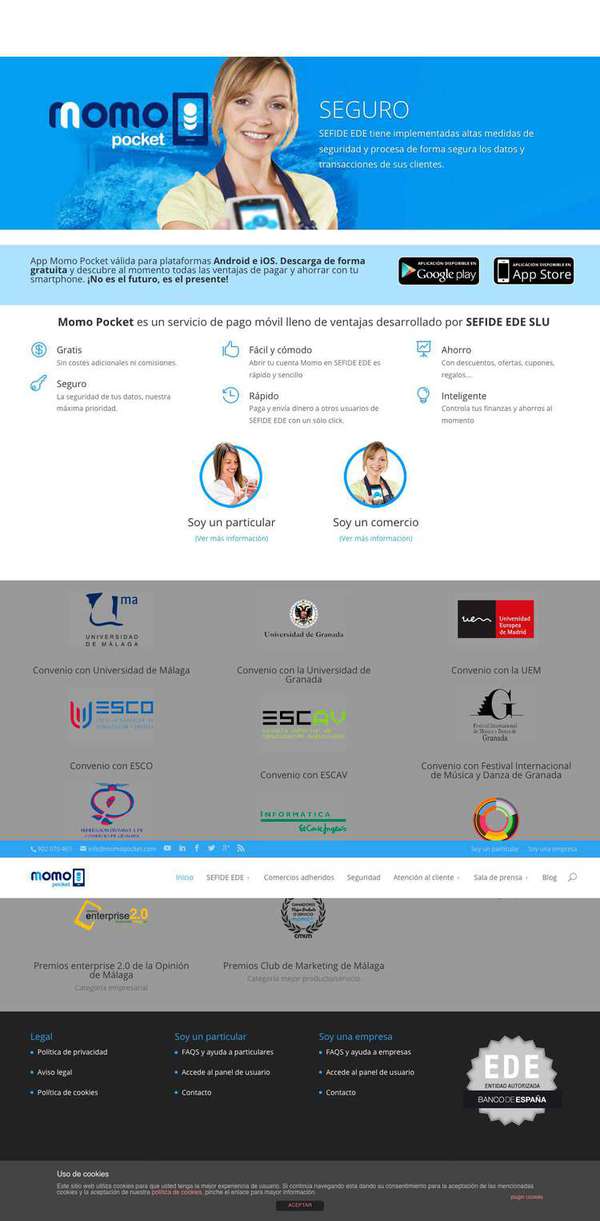 momo
pocket
SEGURO
SEFIDE EDE tiene implementadas altas medidas de
seguridad y procesa de forma segura los datos y
transacciones de sus clientes.
App Momo Pocket válida para plataformas Android e iOS. Descarga de forma
gratuita y descubre al momento todas las ventajas de pagar y ahorrar con tu
smartphone. ¡No es el futuro, es el presente!
APLICACIÓN DISPONIBLE EN
Google play
APLICACIÓN DISPONIBLE EN
App Store
Momo Pocket es un servicio de pago móvil lleno de ventajas desarrollado por SEFIDE EDE SLU
Gratis
Sin costes adicionales ni comisiones.
Fácil y cómodo
Abrir tu cuenta Momo en SEFIDE EDE es
rápido y sencillo
Ahorro
Con descuentos, ofertas, cupones,
regalos...
Seguro
La seguridad de tus datos, nuestra
máxima prioridad.
Rápido
Paga y envía dinero a otros usuarios de
SEFIDE EDE con un sólo click.
Inteligente
Controla tus finanzas y ahorros al
momento
Soy un particular
(Ver más información)
Soy un comercio
(Ver más información)
uma
UNIVERSIDAD
DE MÁLAGA
Universidad de Granada
uem Universidad
Europea
de Madrid
Convenio con Universidad de Málaga
Convenio con la Universidad de
Granada
Convenio con la UEM
ESCO
ESCAV
Festival Internacional
de Música y Danza de
Granada
Convenio con ESCO
Convenio con ESCAV
Convenio con Festival Internacional
de Música y Danza de Granada
INFORMÁTICA
El Corte Inglés
902 070 461
info@momopocket.com
Soy un particular
Soy una empresa
momo
pocket
Inicio
SEFIDE EDE
Comercios adheridos
Seguridad
Atención al cliente
Sala de prensa
Blog
enterprise2.0
Premios enterprise 2.0 de la Opinión
de Málaga
Categoría empresarial
Premios Club de Marketing de Málaga
Categoría mejor producto/servicio
Legal
Política de privacidad
Aviso legal
Política de cookies
Soy un particular
FAQS y ayuda a particulares
Accede al panel de usuario
Contacto
Soy una empresa
FAQS y ayuda a empresas
Accede al panel de usuario
Contacto
EDE
ENTIDAD AUTORIZADA
BANCO DE ESPAÑA
Uso de cookies
Este sitio web utiliza cookies para que usted tenga la mejor experiencia de usuario. Si continúa navegando está dando su consentimiento para la aceptación de las mencionadas
cookies y la aceptación de nuestra política de cookies, pinche el enlace para mayor información.
plugin cookies
ACEPTAR